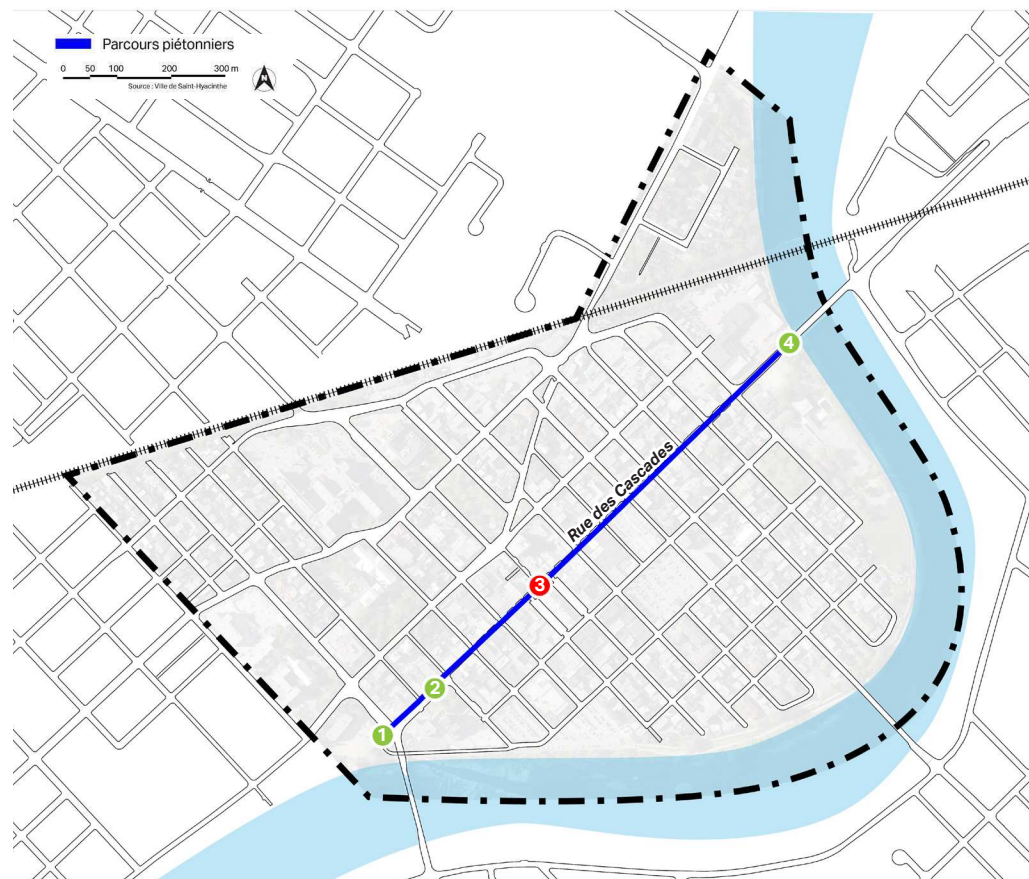 Parcours piétonniers
0 50 100 200 300 m
Source : Ville de Saint-Hyacinthe
N
4
Rue des Cascades
3
2
1